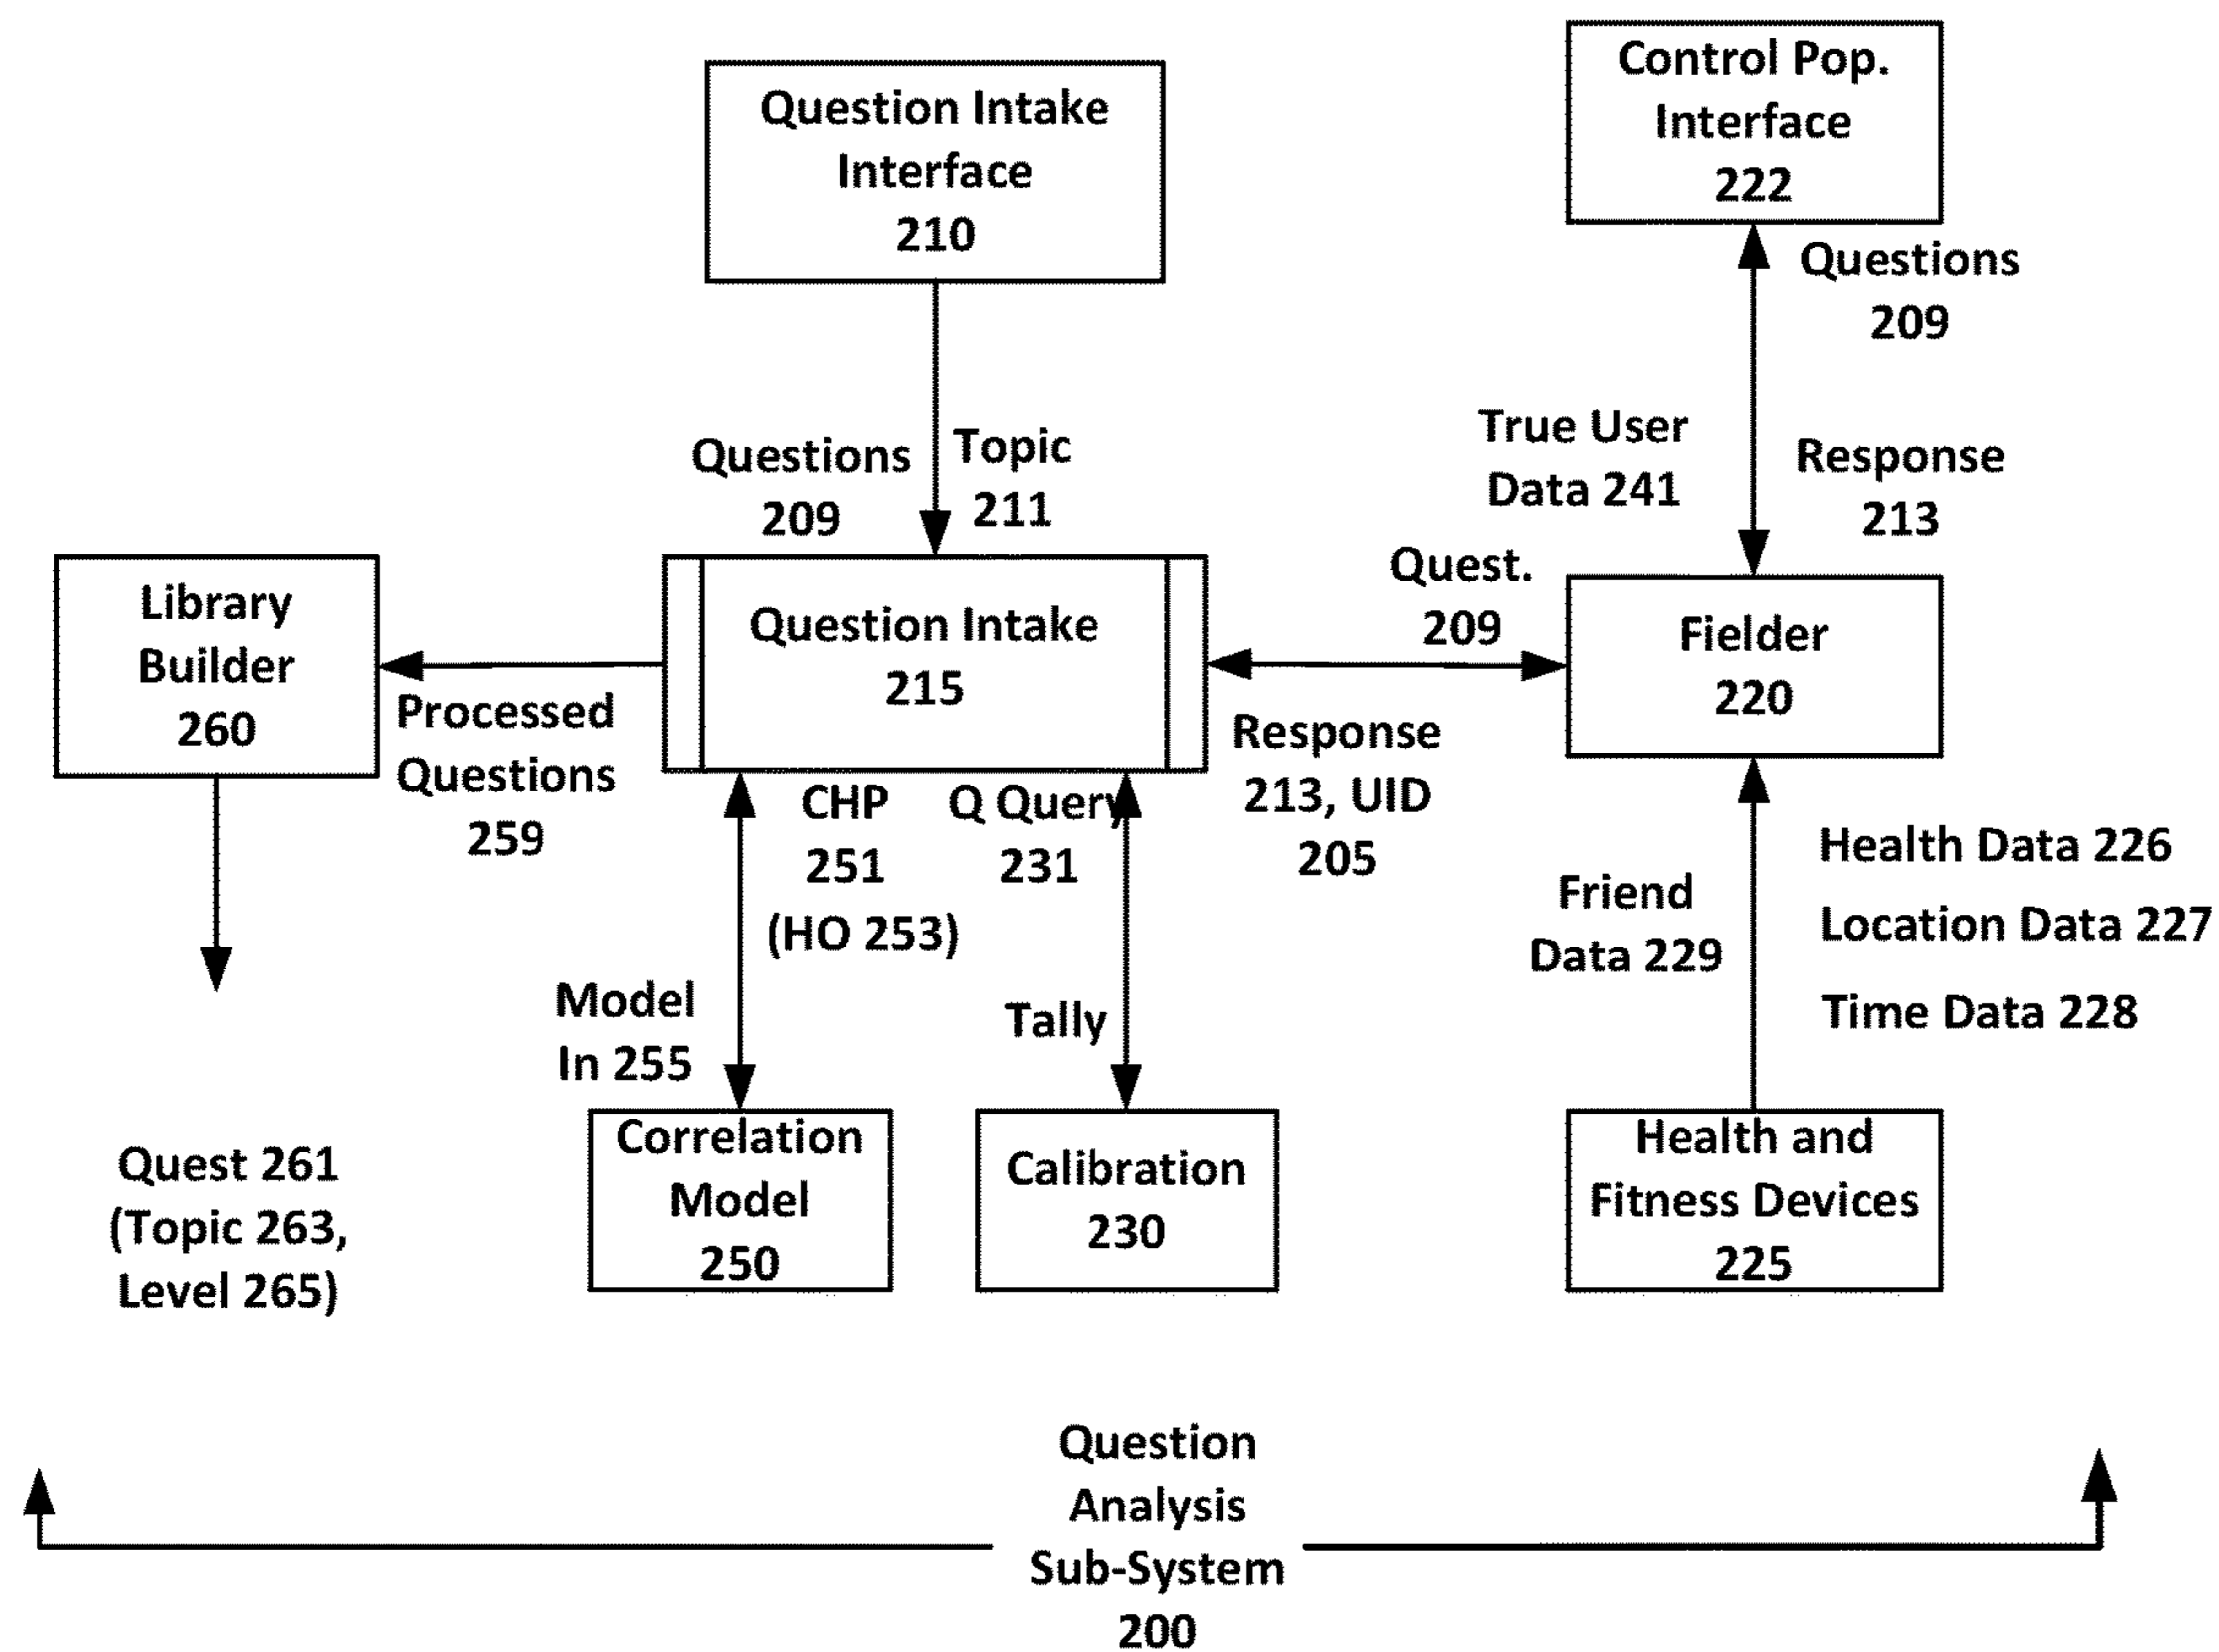 Control Pop.
Interface
222
Question Intake
Interface
210
Questions
209
True User
Data 241
Response
213
Questions
209
Topic
211
Quest.
209
Library
Builder
260
Question Intake
215
Fielder
220
Processed
Questions
259
Response
213, UID
205
CHP
251
(HO 253)
Q Query
231
Health Data 226
Location Data 227
Time Data 228
Friend
Data 229
Model
In 255
Tally
Correlation
Model
250
Calibration
230
Health and
Fitness Devices
225
Quest 261
(Topic 263,
Level 265)
Question
Analysis
Sub-System
200